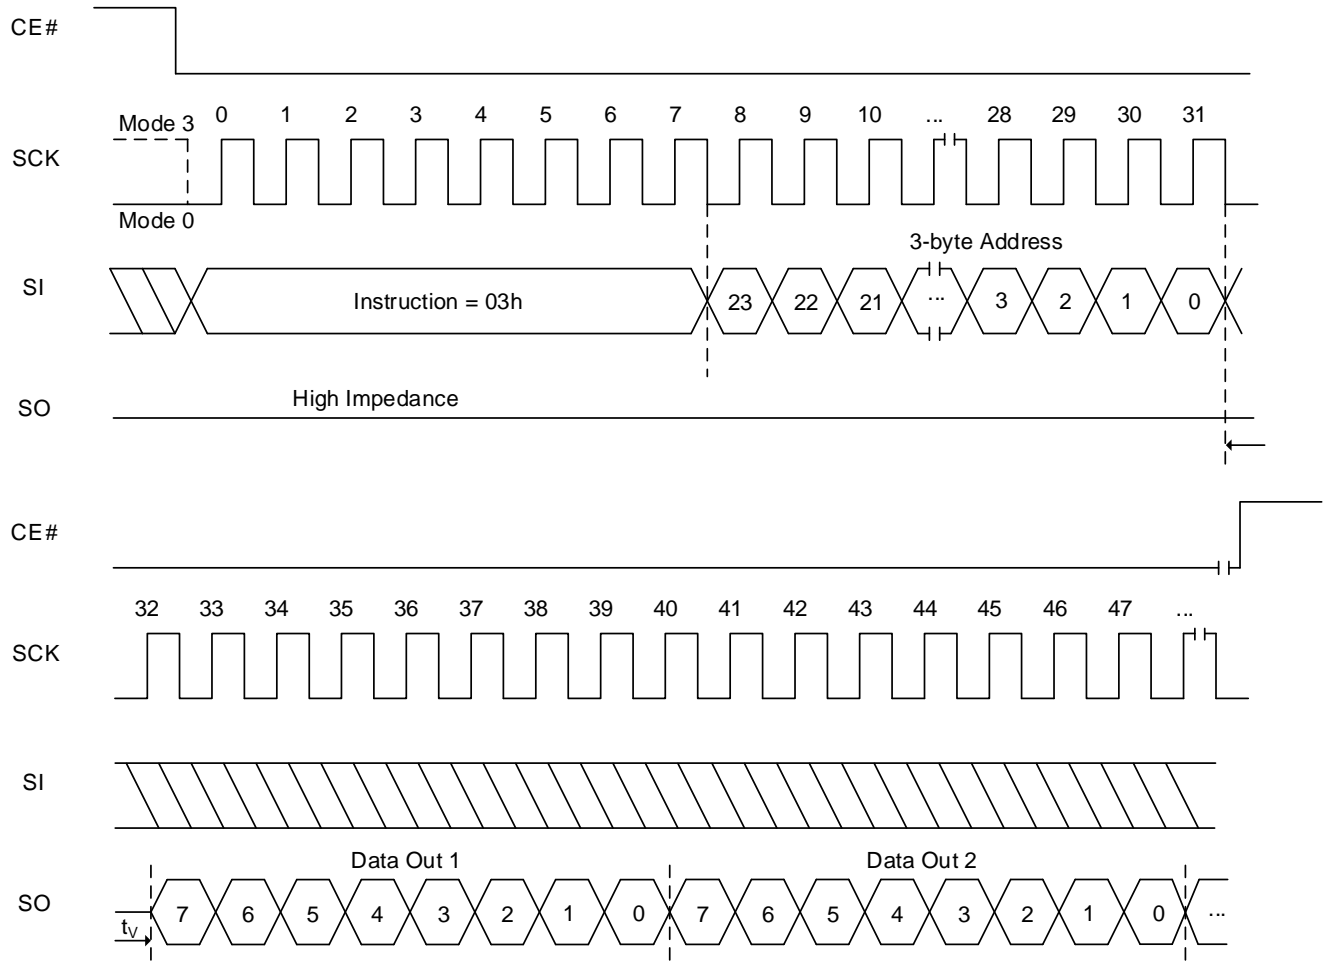 CE#
0 1 2 3 4 5 6 7 8 9 10 ... 28 29 30 31
Mode 3
SCK
Mode 0
3-byte Address
SI
Instruction = 03h 23 22 21 ... 3 2 1 0
High Impedance
SO
CE#
32 33 34 35 36 37 38 39 40 41 42 43 44 45 46 47 ...
SCK
SI
Data Out 1 Data Out 2
SO
7 6 5 4 3 2 1 0 7 6 5 4 3 2 1 0 ...
tV